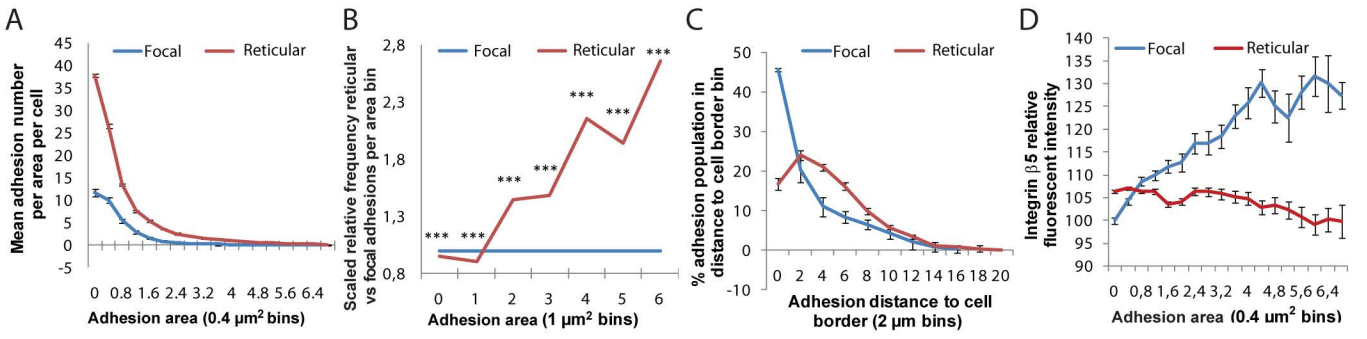 A
Mean adhesion number
per area per cell
45
40
35
30
25
20
15
10
5
0
-5
Focal
Reticular
0 0.8 1.6 2.4 3.2 4 4.8 5.6 6.4
Adhesion area (0.4 µm² bins)
B
Scaled relative frequency reticular
vs focal adhesions per area bin
2,8
2,3
1,8
1,3
0,8
Focal
Reticular
*** *** *** *** *** *** ***
0 1 2 3 4 5 6
Adhesion area (1 µm² bins)
C
% adhesion population in
distance to cell border bin
50
40
30
20
10
0
-10
Focal
Reticular
0 2 4 6 8 10 12 14 16 18 20
Adhesion distance to cell
border (2 µm bins)
D
Integrin β5 relative
fluorescent intensity
140
135
130
125
120
115
110
105
100
95
90
Focal
Reticular
0 0,8 1,6 2,4 3,2 4 4,8 5,6 6,4
Adhesion area (0.4 um² bins)